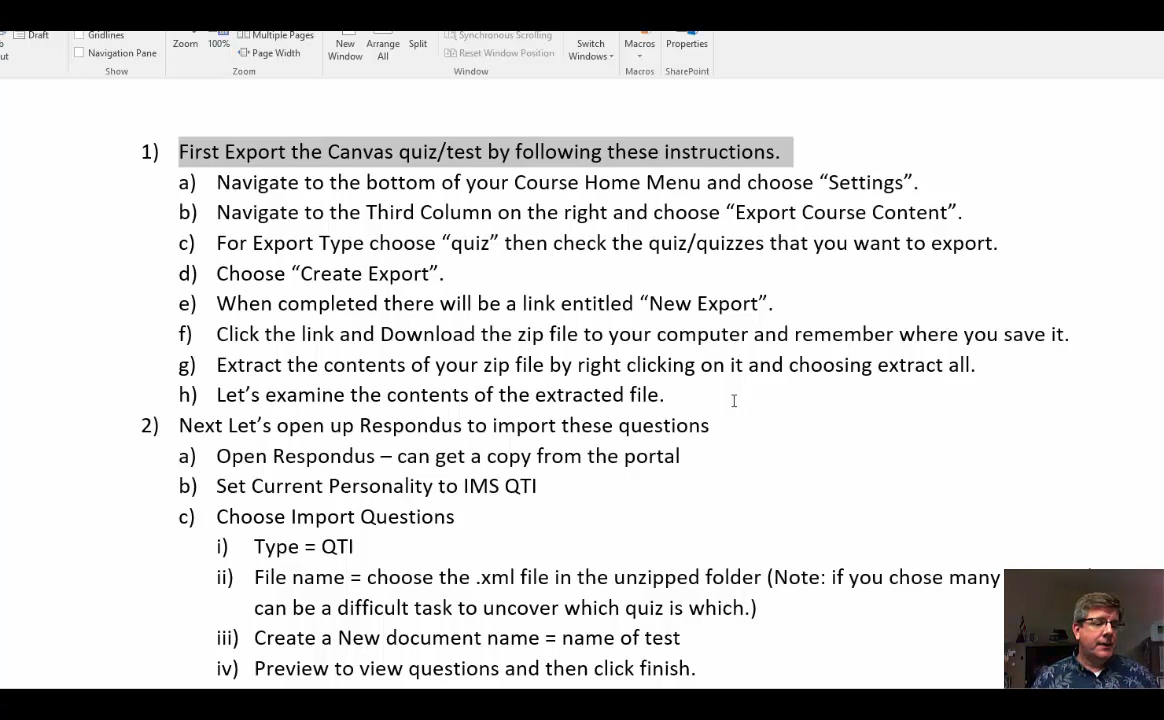 Draft
Gridlines
Navigation Pane
Show
Zoom
100%
Multiple Pages
Page Width
Zoom
New Window
Arrange All
Split
Synchronous Scrolling
Reset Window Position
Window
Switch Windows
Macros
Macros
Properties
SharePoint
1) First Export the Canvas quiz/test by following these instructions.
a) Navigate to the bottom of your Course Home Menu and choose “Settings”.
b) Navigate to the Third Column on the right and choose “Export Course Content”.
c) For Export Type choose “quiz” then check the quiz/quizzes that you want to export.
d) Choose “Create Export”.
e) When completed there will be a link entitled “New Export”.
f) Click the link and Download the zip file to your computer and remember where you save it.
g) Extract the contents of your zip file by right clicking on it and choosing extract all.
h) Let’s examine the contents of the extracted file.
2) Next Let’s open up Respondus to import these questions
a) Open Respondus – can get a copy from the portal
b) Set Current Personality to IMS QTI
c) Choose Import Questions
i) Type = QTI
ii) File name = choose the .xml file in the unzipped folder (Note: if you chose many
can be a difficult task to uncover which quiz is which.)
iii) Create a New document name = name of test
iv) Preview to view questions and then click finish.